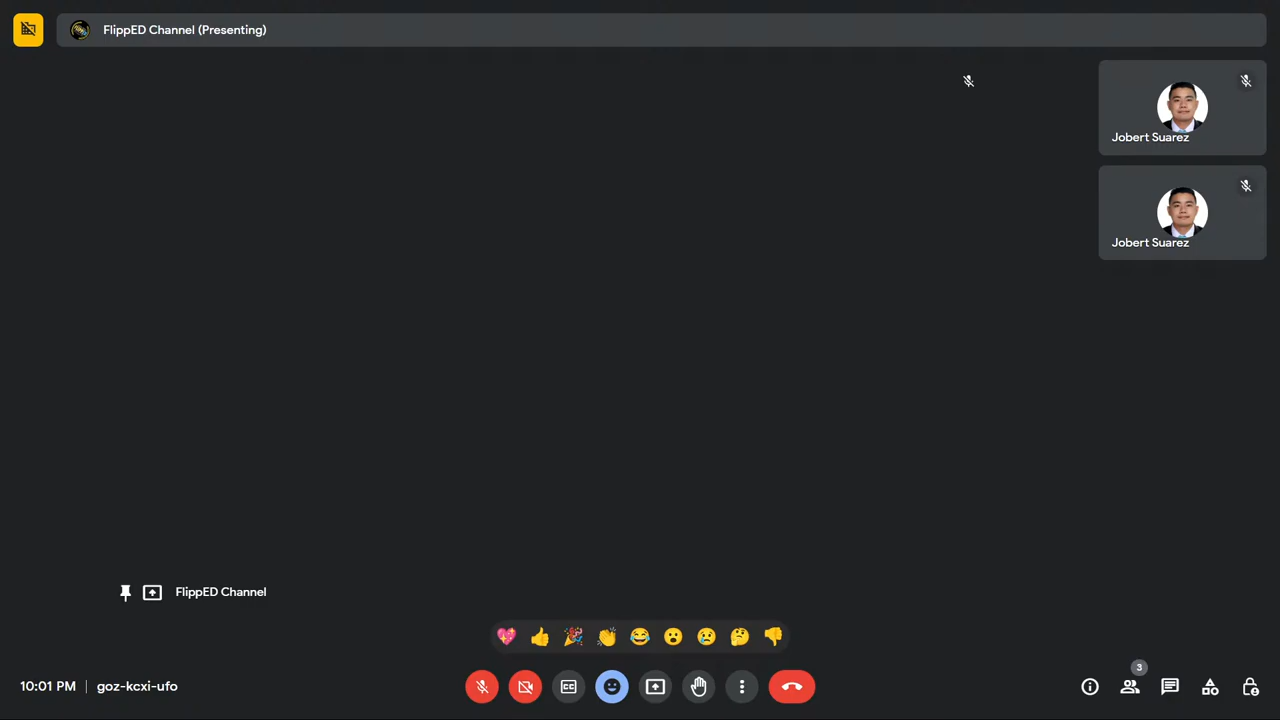 FlippED Channel (Presenting)
Jobert Suarez
Jobert Suarez
FlippED Channel
3
10:01 PM | goz-kcxi-ufo